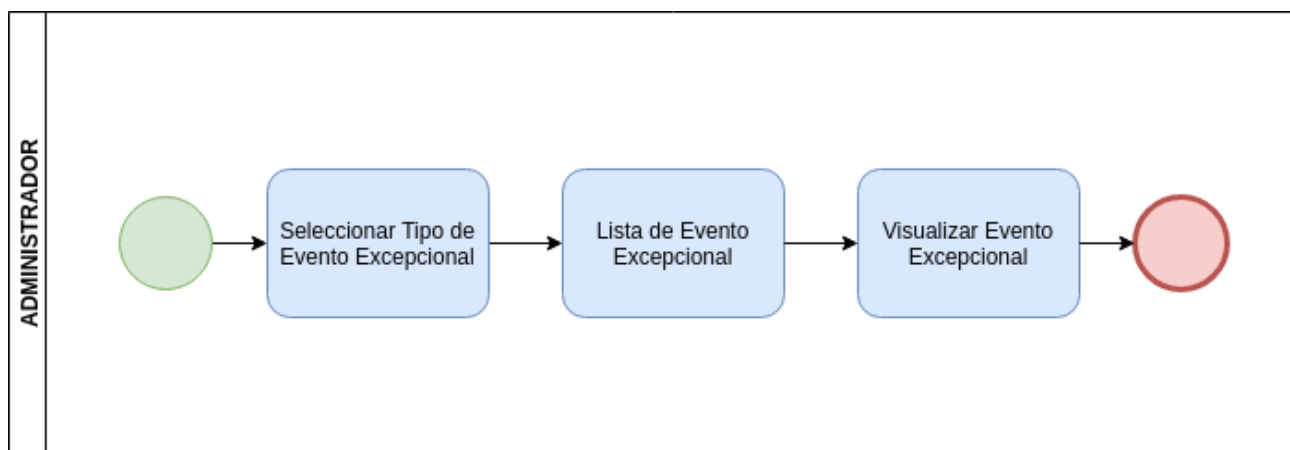 ADMINISTRADOR
Seleccionar Tipo de
Evento Excepcional
Lista de Evento
Excepcional
Visualizar Evento
Excepcional